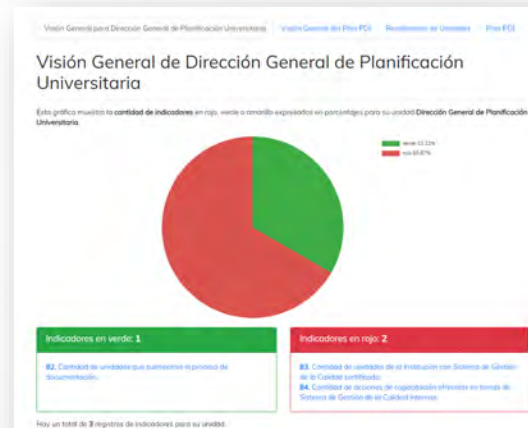 Visión General para Dirección General de Planificación Universitaria Visión General del Plan PDI Rendimiento de Unidades Plan PDI
Visión General de Dirección General de Planificación
Universitaria
Esta gráfica muestra la cantidad de indicadores en rojo, verde o amarillo expresados en porcentajes para su unidad Dirección General de Planificación
Universitaria.
verde
rojo
Indicadores en verde: 1
82. Cantidad de unidades que sistematizan el proceso de
documentación.
Indicadores en rojo: 2
83. Cantidad de unidades de la Institución con Sistema de Gestión
de la Calidad certificado.
84. Cantidad de acciones de capacitación ofrecidas en temas de
Sistema de Gestión de la Calidad internas.
Hay un total de 3 registros de indicadores para su unidad.